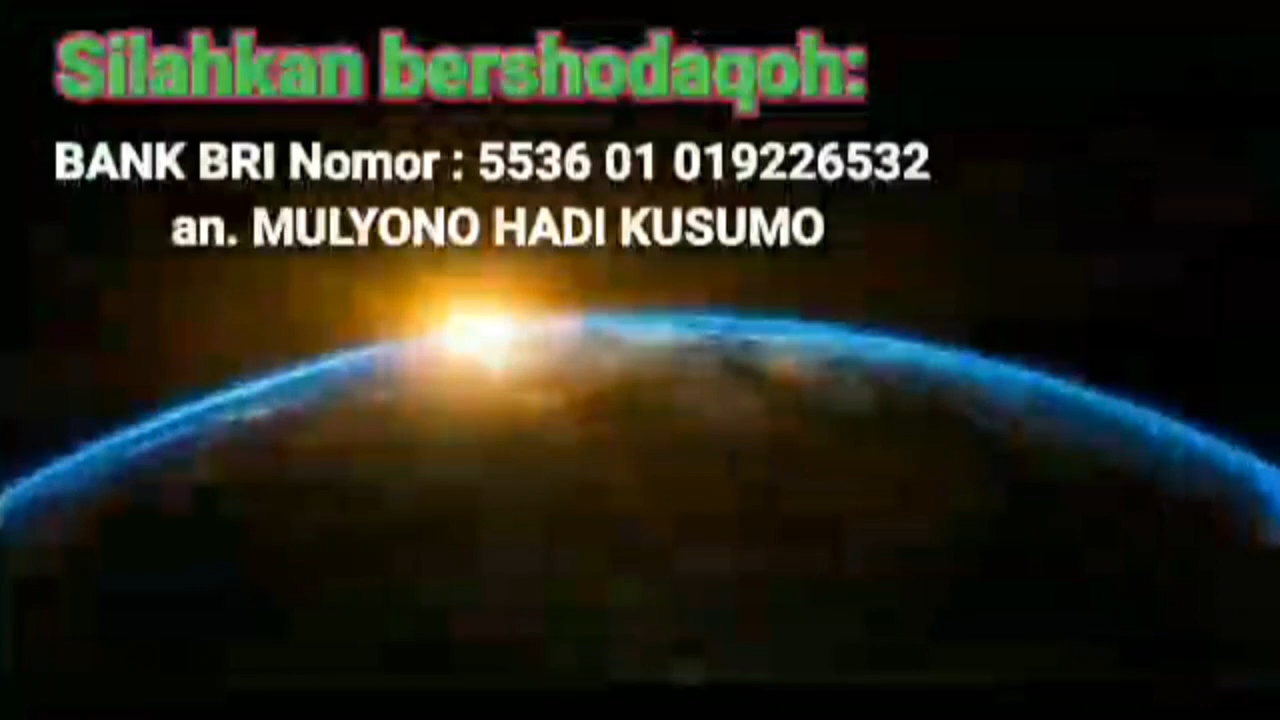 Silahkan bershodaqoh:
BANK BRI Nomor : 5536 01 019226532
an. MULYONO HADI KUSUMO